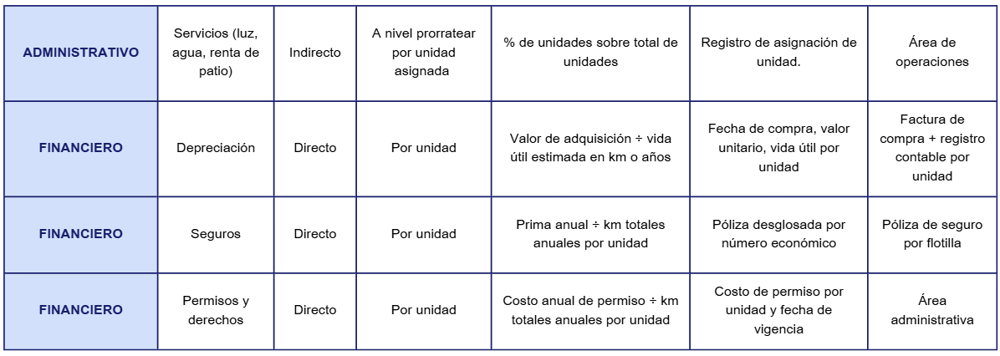 ADMINISTRATIVO
Servicios (luz,
agua, renta de
patio)
Indirecto
A nivel prorratear
por unidad
asignada
% de unidades sobre total de
unidades
Registro de asignación de
unidad.
Área de
operaciones
FINANCIERO
Depreciación
Directo
Por unidad
Valor de adquisición ÷ vida
útil estimada en km o años
Fecha de compra, valor
unitario, vida útil por
unidad
Factura de
compra + registro
contable por
unidad
FINANCIERO
Seguros
Directo
Por unidad
Prima anual ÷ km totales
anuales por unidad
Póliza desglosada por
número económico
Póliza de seguro
por flotilla
FINANCIERO
Permisos y
derechos
Directo
Por unidad
Costo anual de permiso ÷ km
totales anuales por unidad
Costo de permiso por
unidad y fecha de
vigencia
Área
administrativa